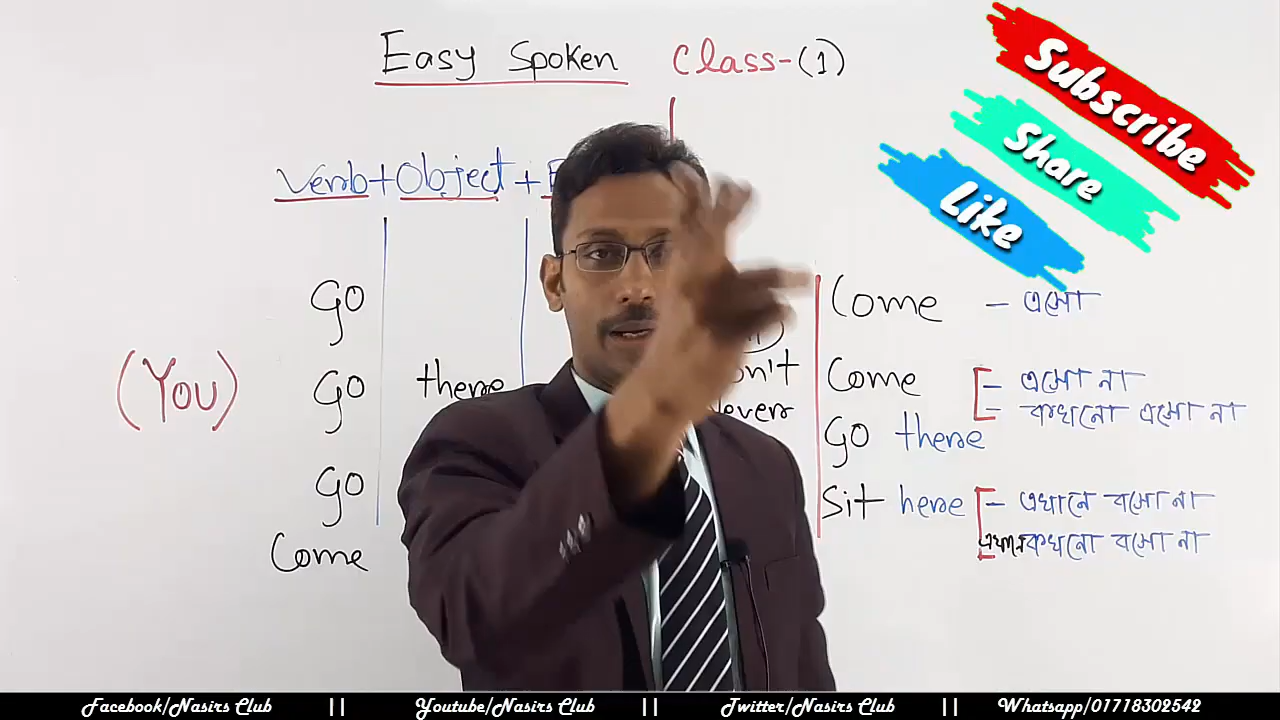 Easy Spoken Class-(1)
Subscribe
Share
Like
Verb+Object+
Go
Come - এসো
(You)
Go there
Come - এসো না
- কখনো এসো না
Go there
Go
Sit here - এখানে বসো না
এখানে কখনো বসো না
Come
Facebook/Nasirs Club || Youtube/Nasirs Club || Twitter/Nasirs Club || Whatsapp/01718302542